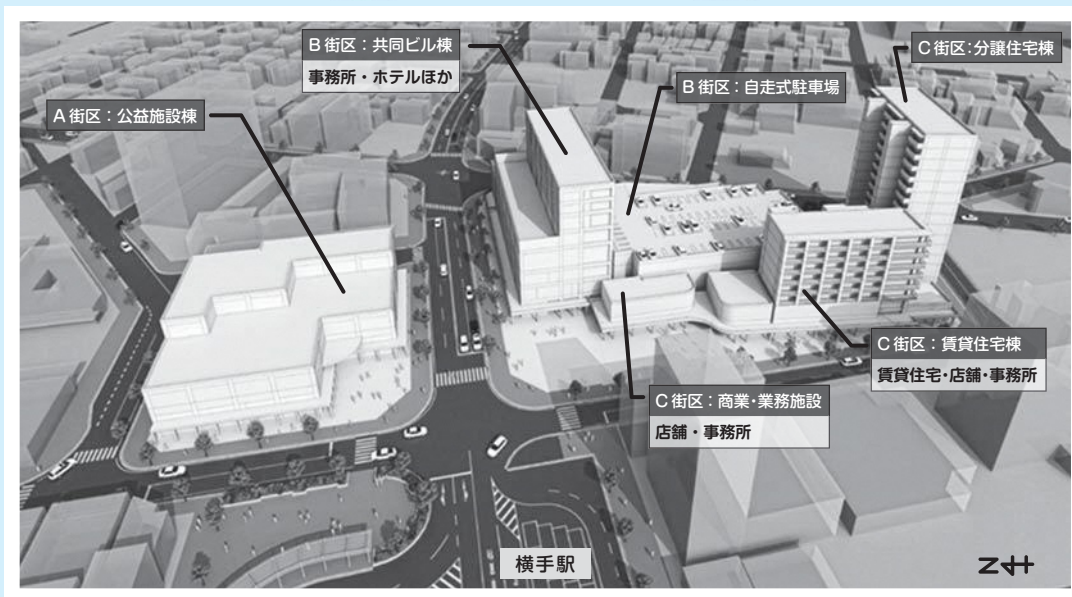 B街区：共同ビル棟
事務所・ホテルほか
C街区：分譲住宅棟
B街区：自走式駐車場
A街区：公益施設棟
C街区：賃貸住宅棟
賃貸住宅・店舗・事務所
C街区：商業・業務施設
店舗・事務所
横手駅
Z